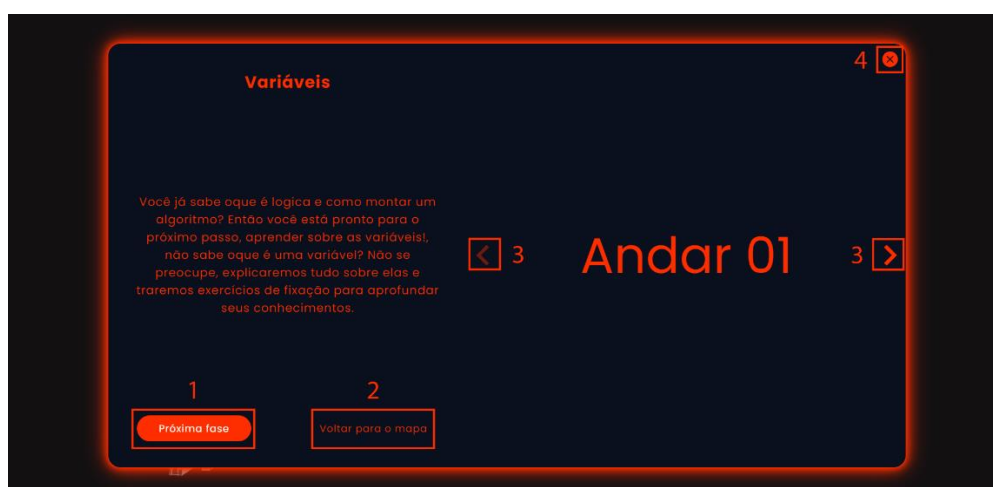 Variáveis
4
Você já sabe oque é logica e como montar um
algoritmo? Então você está pronto para o
próximo passo, aprender sobre as variáveis!,
não sabe oque é uma variável? Não se
preocupe, explicaremos tudo sobre elas e
traremos exercícios de fixação para aprofundar
seus conhecimentos.
3
Andar 01
3
1
2
Próxima fase
Voltar para o mapa